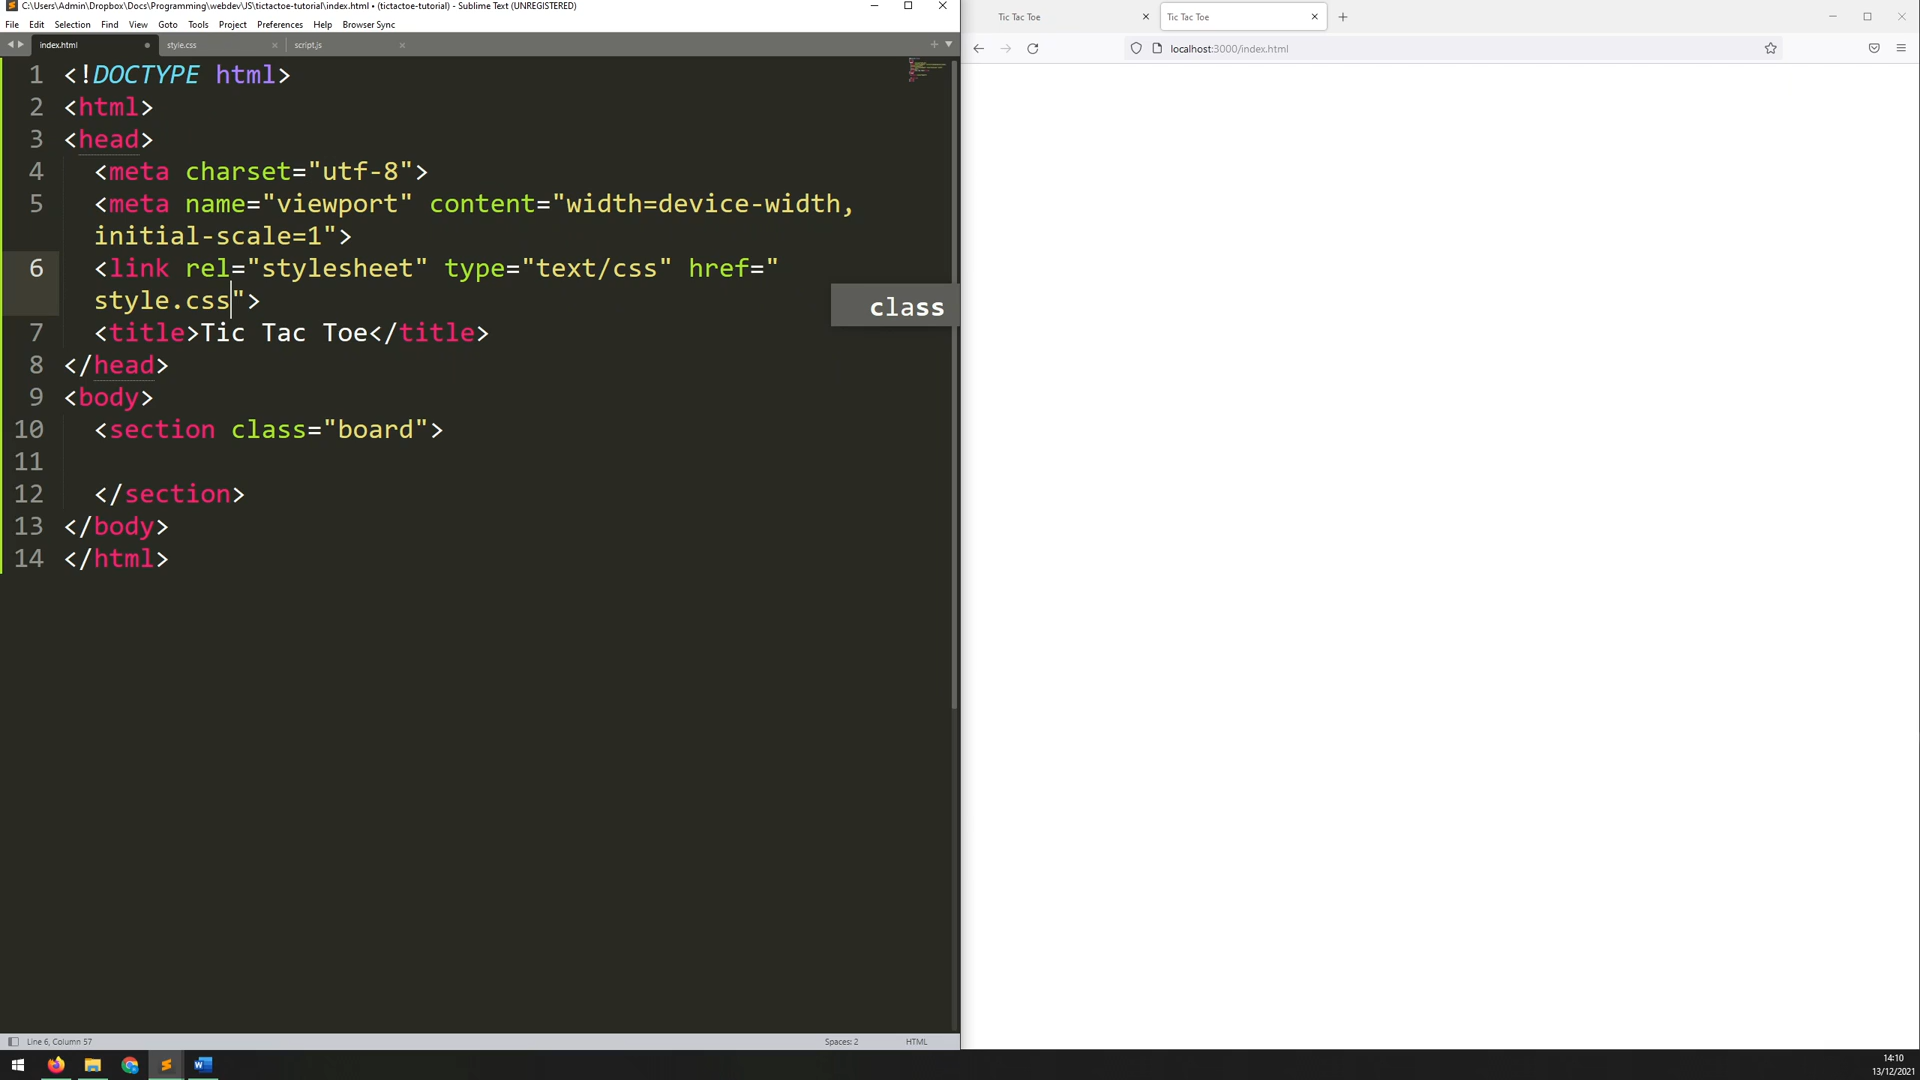 C:\Users\Admin\Dropbox\Docs\Programming\webdev\JS\tictactoe-tutorial\index.html • (tictactoe-tutorial) - Sublime Text (UNREGISTERED)
File Edit Selection Find View Goto Tools Project Preferences Help Browser Sync
index.html style.css script.js
1 <!DOCTYPE html>
2 <html>
3 <head>
4 <meta charset="utf-8">
5 <meta name="viewport" content="width=device-width,
initial-scale=1">
6 <link rel="stylesheet" type="text/css" href="
style.css">
class
7 <title>Tic Tac Toe</title>
8 </head>
9 <body>
10 <section class="board">
11
12 </section>
13 </body>
14 </html>
Line 6, Column 57 Spaces: 2 HTML
Tic Tac Toe Tic Tac Toe
localhost:3000/index.html
14:10
13/12/2021